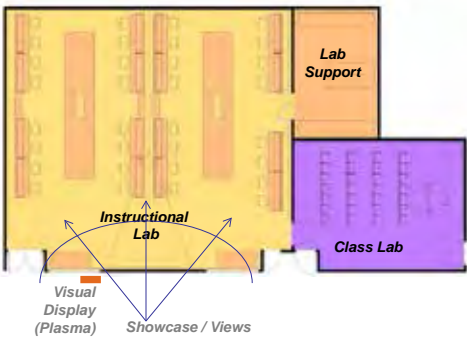 Lab
Support
Instructional
Lab
Class Lab
Visual
Display
(Plasma)
Showcase / Views